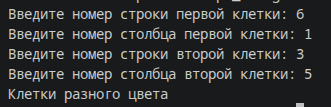 Введите номер строки первой клетки: 6
Введите номер столбца первой клетки: 1
Введите номер строки второй клетки: 3
Введите номер столбца второй клетки: 5
Клетки разного цвета